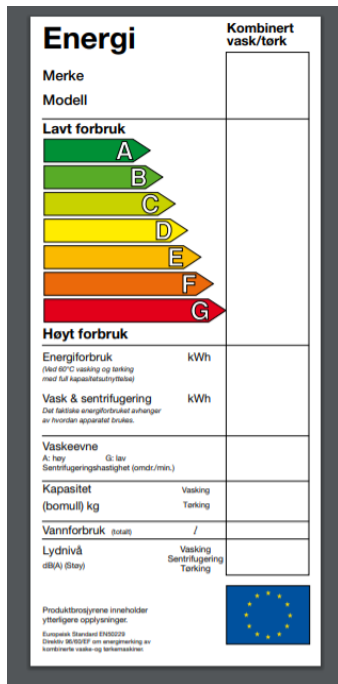 Energi
Kombinert
vask/tørk
Merke
Modell
Lavt forbruk
A
B
C
D
E
F
G
Høyt forbruk
Energiforbruk kWh
(Ved 60°C vasking og tørking
med full kapasitetsutnyttelse)
Vask & sentrifugering kWh
Det faktiske energiforbruket avhenger
av hvordan apparatet brukes.
Vaskeevne
A: høy G: lav
Sentrifugeringshastighet (omdr./min.)
Kapasitet Vasking
(bomull) kg Tørking
Vannforbruk (totalt) l
Lydnivå Vasking
Sentrifugering
dB(A) (Støy) Tørking
Produktbrosjyrene inneholder
ytterligere opplysninger.
Europeisk Standard EN50229
Direktiv 96/60/EF om energimerking av
kombinerte vaske-og tørkemaskiner.